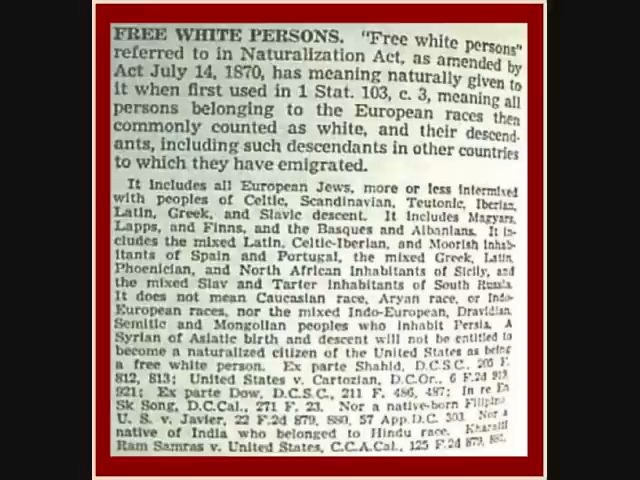 FREE WHITE PERSONS. "Free white persons"
referred to in Naturalization Act, as amended by
Act July 14, 1870, has meaning naturally given to
it when first used in 1 Stat. 103, c. 3, meaning all
persons belonging to the European races then
commonly counted as white, and their descend-
ants, including such descendants in other countries
to which they have emigrated.
It includes all European Jews, more or less intermixed
with peoples of Celtic, Scandinavian, Teutonic, Iberian,
Latin, Greek, and Slavic descent. It includes Magyars,
Lapps, and Finns, and the Basques and Albanians. It in-
cludes the mixed Latin, Celtic-Iberian, and Moorish inhab-
itants of Spain and Portugal, the mixed Greek, Latin,
Phoenician, and North African inhabitants of Sicily, and
the mixed Slav and Tarter inhabitants of South Russia.
It does not mean Caucasian race, Aryan race, or Indo-
European races, nor the mixed Indo-European, Dravidian,
Semitic and Mongolian peoples who inhabit Persia. A
Syrian of Asiatic birth and descent will not be entitled to
become a naturalized citizen of the United States as being
a free white person. Ex parte Shahid, D.C.S.C., 205 F.
812, 813; United States v. Cartozian, D.C.Or., 6 F.2d 919,
921; Ex parte Dow, D.C.S.C., 211 F. 486, 487; In re En
Sk Song, D.C.Cal., 271 F. 23. Nor a native-born Filipino
U. S. v. Javier, 22 F.2d 879, 880, 57 App.D.C. 303. Nor a
native of India who belonged to Hindu race. Kharaiti
Ram Samras v. United States, C.C.A.Cal., 125 F.2d 879, 881.